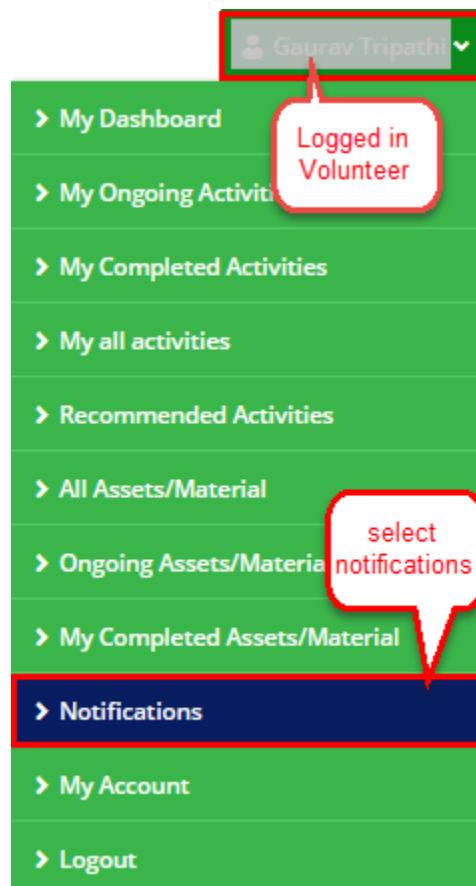 Gaurav Tripathi
My Dashboard
Logged in
Volunteer
My Ongoing Activiti
My Completed Activities
My all activities
Recommended Activities
All Assets/Material
select
notifications
Ongoing Assets/Materia
My Completed Assets/Material
Notifications
My Account
Logout